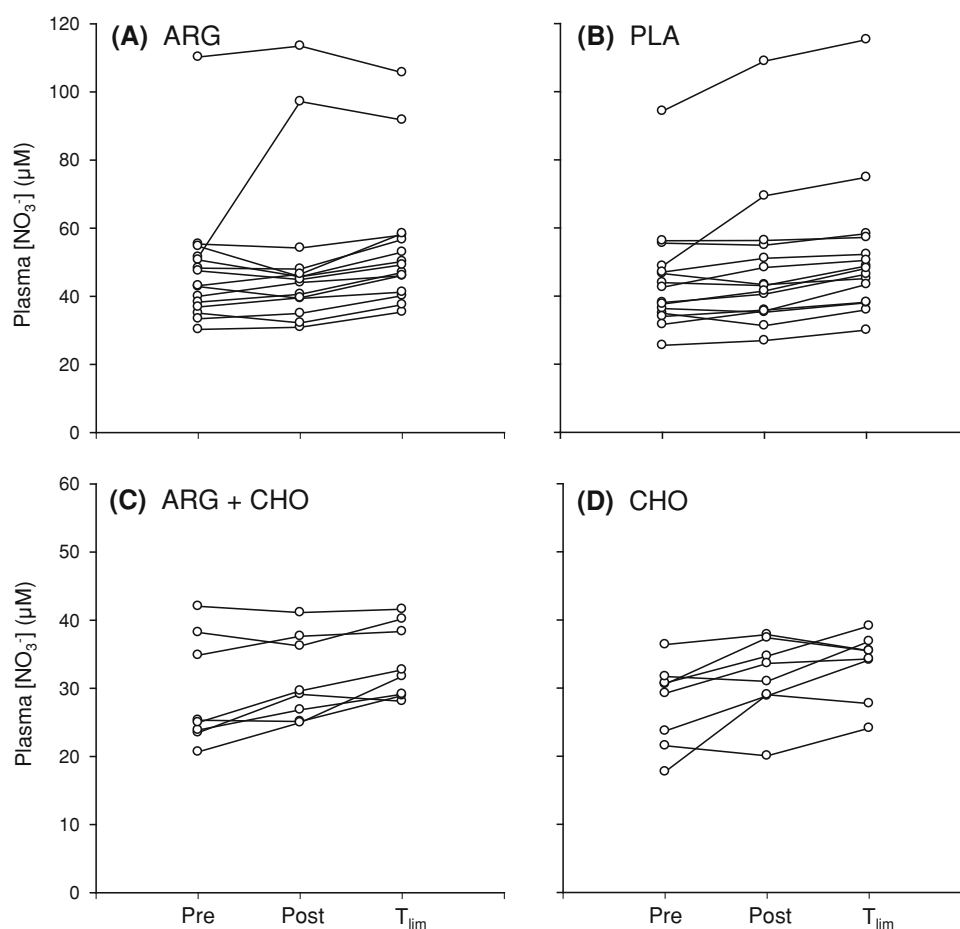 (A) ARG
(B) PLA
120
100
80
60
40
20
0
Plasma [NO₃⁻] (μM)
(C) ARG + CHO
(D) CHO
60
50
40
30
20
10
0
Plasma [NO₃⁻] (μM)
Pre Post Tlim
Pre Post Tlim